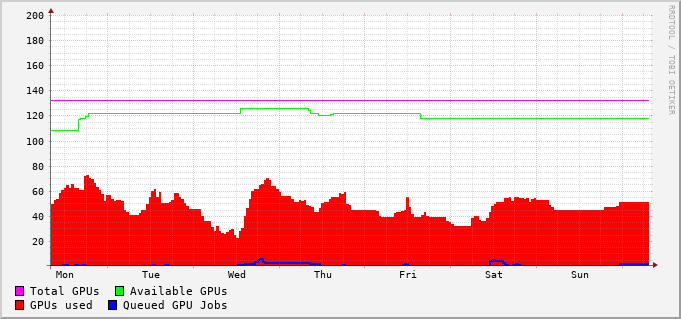 200
180
160
140
120
100
80
60
40
20
Mon Tue Wed Thu Fri Sat Sun
Total GPUs Available GPUs
GPUs used Queued GPU Jobs
RRDTOOL / TOBI OETIKER